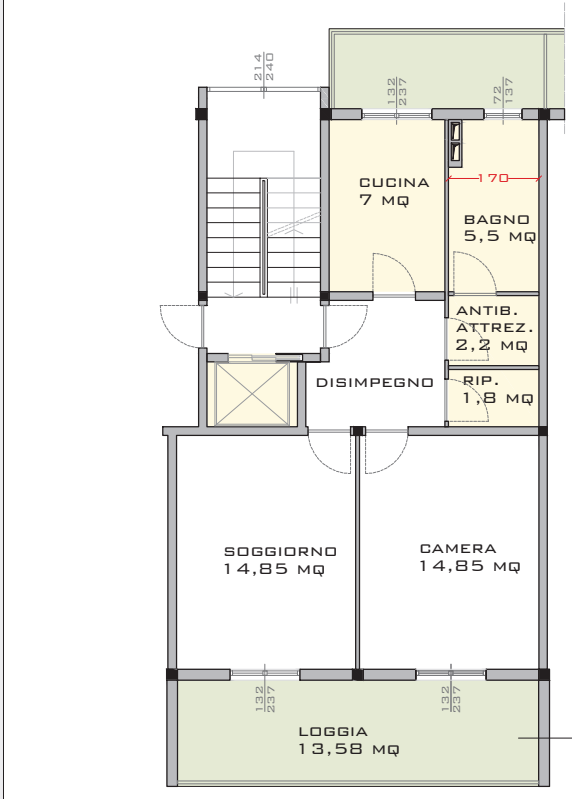 214
240
132
237
72
137
CUCINA
7 MQ
170
BAGNO
5,5 MQ
ANTIB.
ATTREZ.
2,2 MQ
DISIMPEGNO
RIP.
1,8 MQ
SOGGIORNO
14,85 MQ
CAMERA
14,85 MQ
132
237
132
237
LOGGIA
13,58 MQ